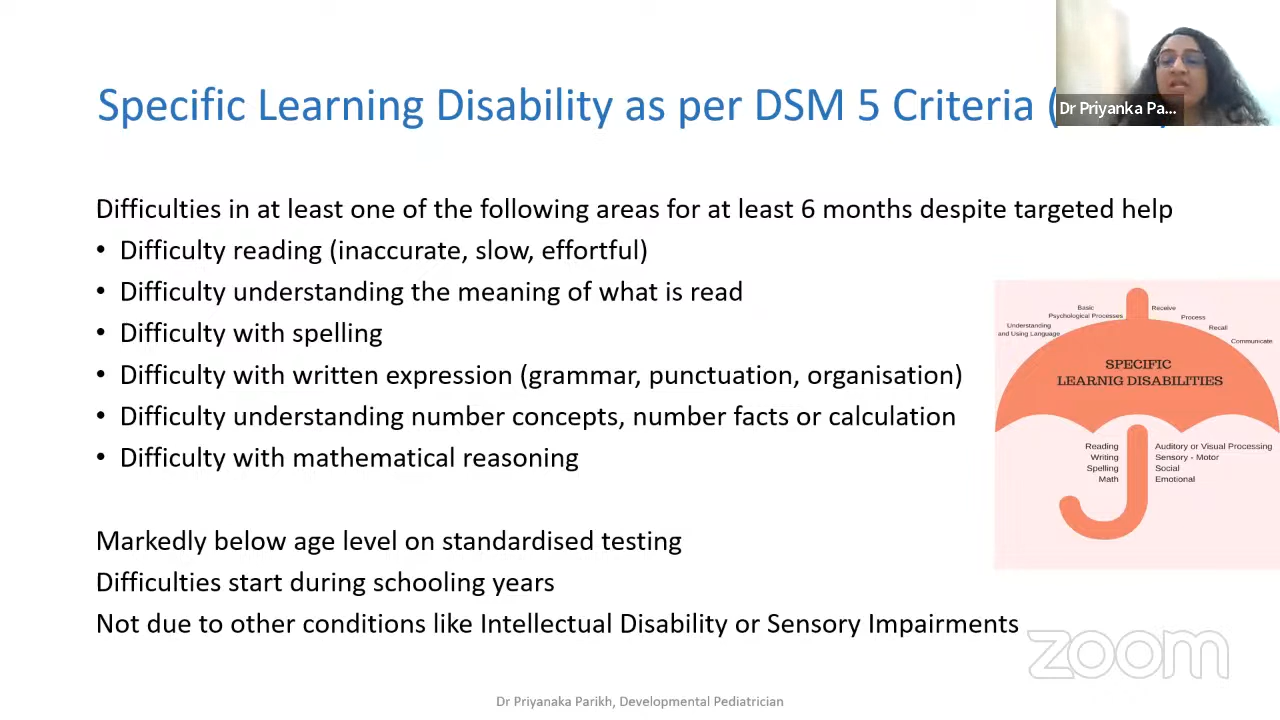 Specific Learning Disability as per DSM 5 Criteria (
Dr Priyanka Pa...
Difficulties in at least one of the following areas for at least 6 months despite targeted help
• Difficulty reading (inaccurate, slow, effortful)
• Difficulty understanding the meaning of what is read
• Difficulty with spelling
• Difficulty with written expression (grammar, punctuation, organisation)
• Difficulty understanding number concepts, number facts or calculation
• Difficulty with mathematical reasoning
Basic
Psychological Processes
Understanding
and Using Language
Receive
Process
Recall
Communicate
SPECIFIC
LEARNIG DISABILITIES
Reading
Writing
Spelling
Math
Auditory or Visual Processing
Sensory - Motor
Social
Emotional
Markedly below age level on standardised testing
Difficulties start during schooling years
Not due to other conditions like Intellectual Disability or Sensory Impairments
zoom
Dr Priyanaka Parikh, Developmental Pediatrician